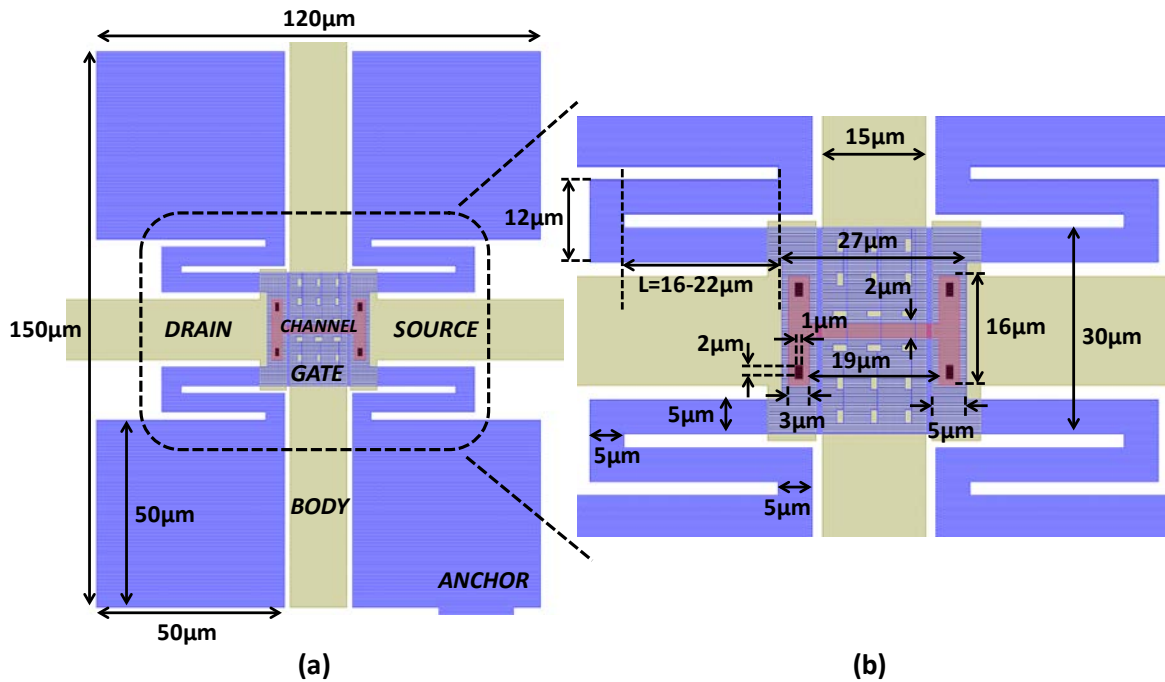 120µm
150µm
DRAIN
CHANNEL
SOURCE
GATE
BODY
50µm
ANCHOR
50µm
(a)
15µm
12µm
27µm
L=16-22µm
2µm
1µm
16µm
30µm
2µm
19µm
5µm
3µm
5µm
5µm
5µm
(b)